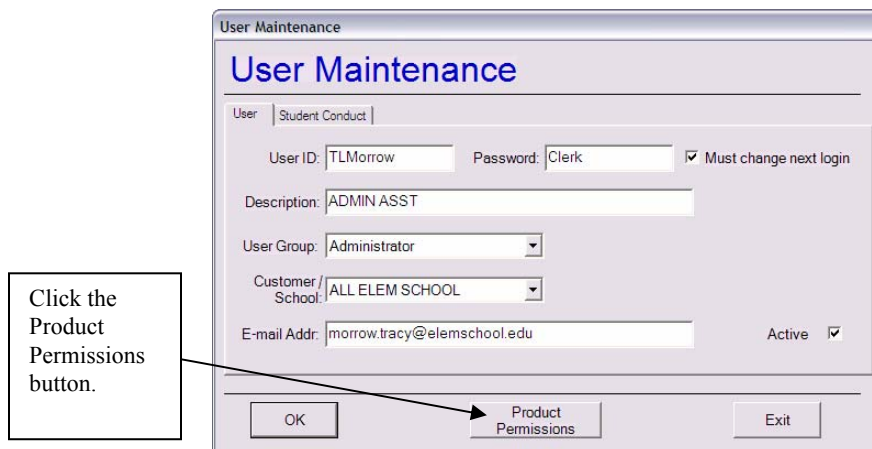 User Maintenance
User Maintenance
User Student Conduct
User ID: TLMorrow Password: Clerk Must change next login
Description: ADMIN ASST
User Group: Administrator
Customer /
School: ALL ELEM SCHOOL
E-mail Addr: morrow.tracy@elemschool.edu Active
Click the
Product
Permissions
button.
OK Product
Permissions Exit